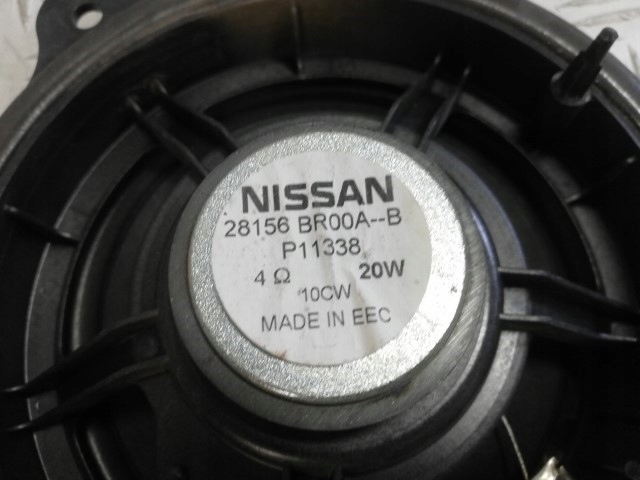 NISSAN
28156 BR00A--B
P11338
4 Ω 20W
10CW
MADE IN EEC